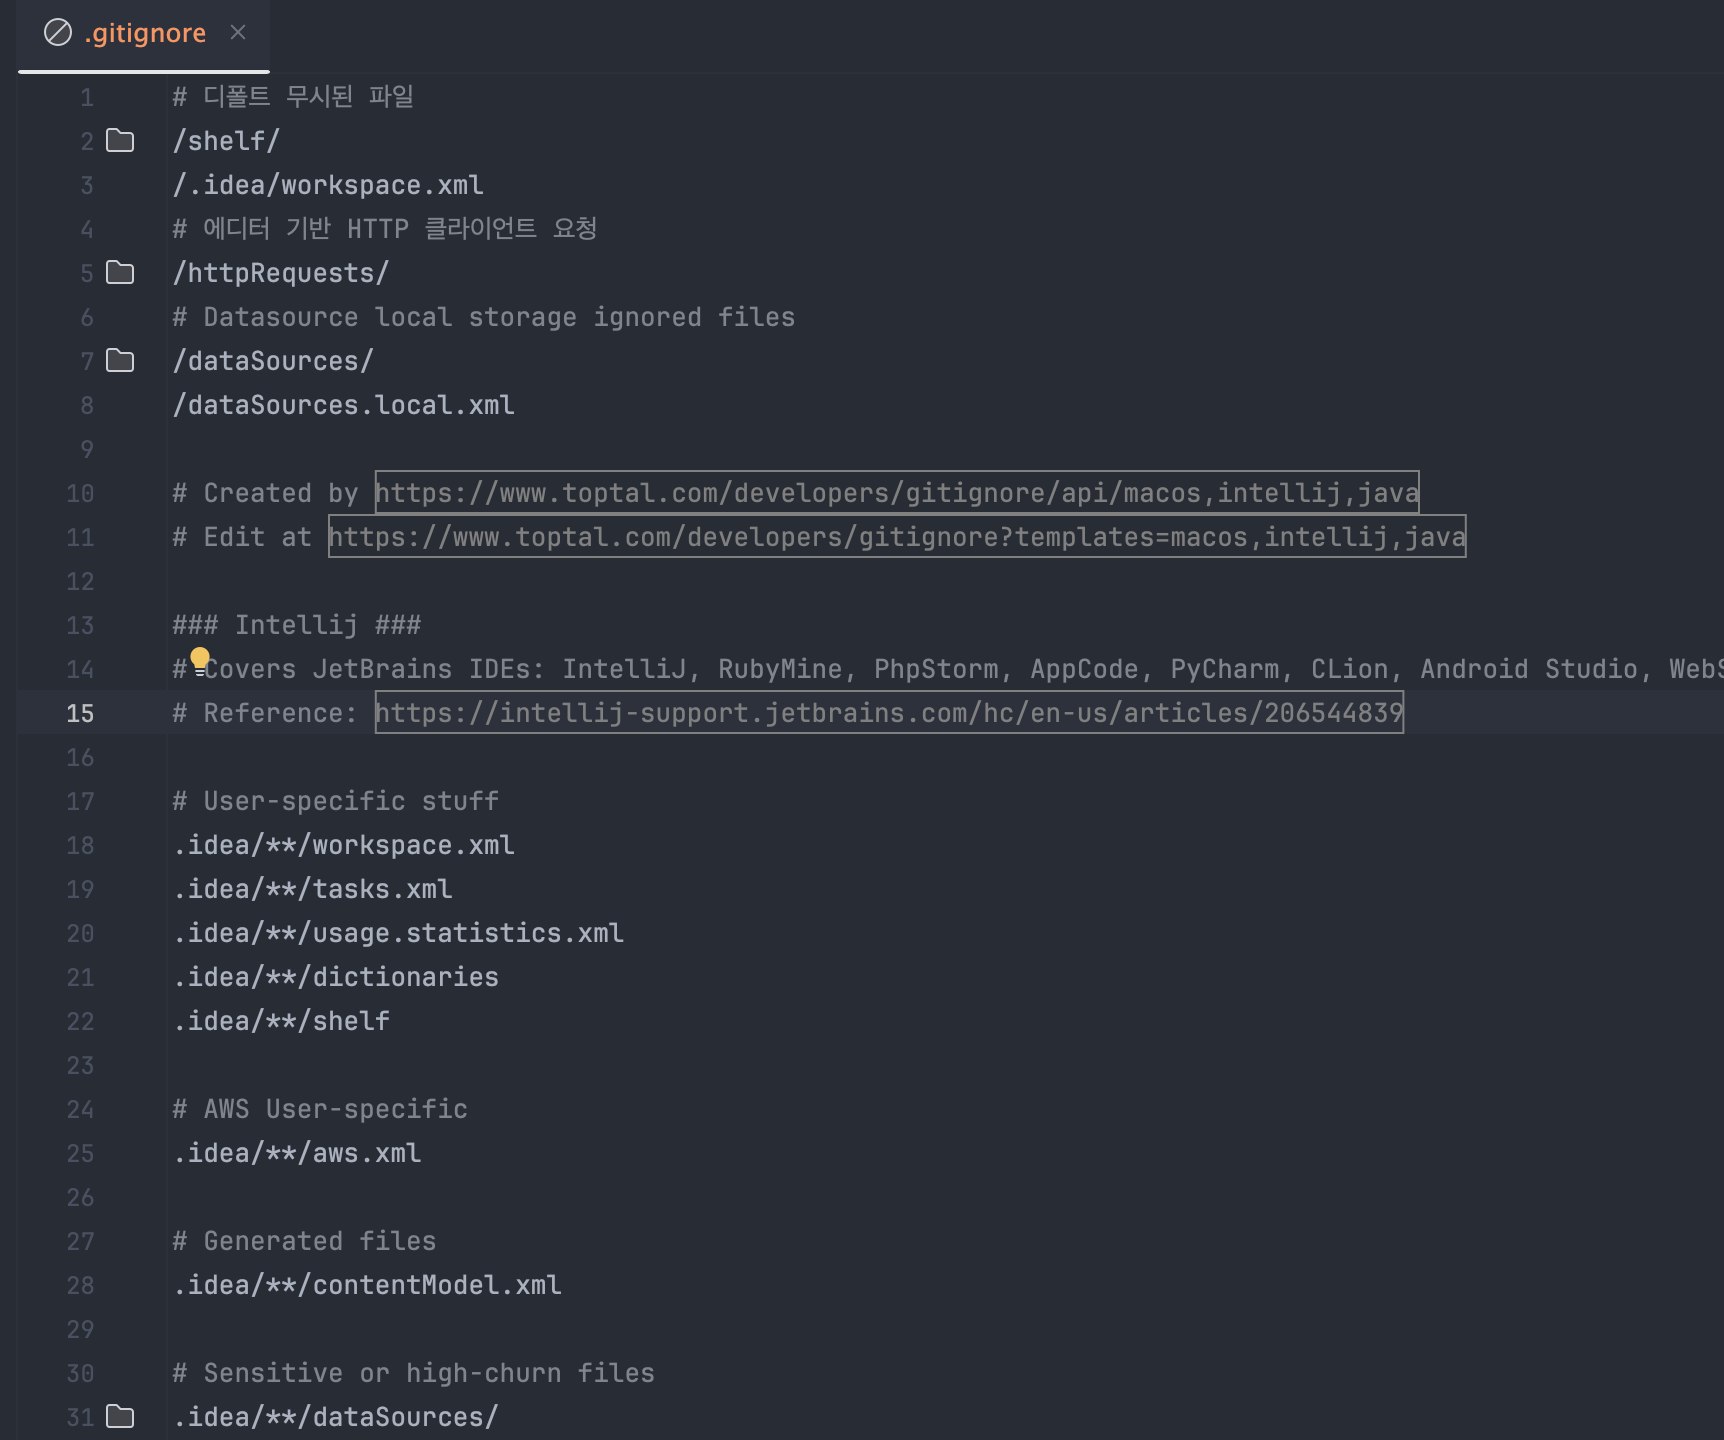 .gitignore
1 # 디폴트 무시된 파일
2 /shelf/
3 /.idea/workspace.xml
4 # 에디터 기반 HTTP 클라이언트 요청
5 /httpRequests/
6 # Datasource local storage ignored files
7 /dataSources/
8 /dataSources.local.xml
9
10 # Created by https://www.toptal.com/developers/gitignore/api/macos,intellij,java
11 # Edit at https://www.toptal.com/developers/gitignore?templates=macos,intellij,java
12
13 ### Intellij ###
14 # Covers JetBrains IDEs: IntelliJ, RubyMine, PhpStorm, AppCode, PyCharm, CLion, Android Studio, WebS
15 # Reference: https://intellij-support.jetbrains.com/hc/en-us/articles/206544839
16
17 # User-specific stuff
18 .idea/**/workspace.xml
19 .idea/**/tasks.xml
20 .idea/**/usage.statistics.xml
21 .idea/**/dictionaries
22 .idea/**/shelf
23
24 # AWS User-specific
25 .idea/**/aws.xml
26
27 # Generated files
28 .idea/**/contentModel.xml
29
30 # Sensitive or high-churn files
31 .idea/**/dataSources/